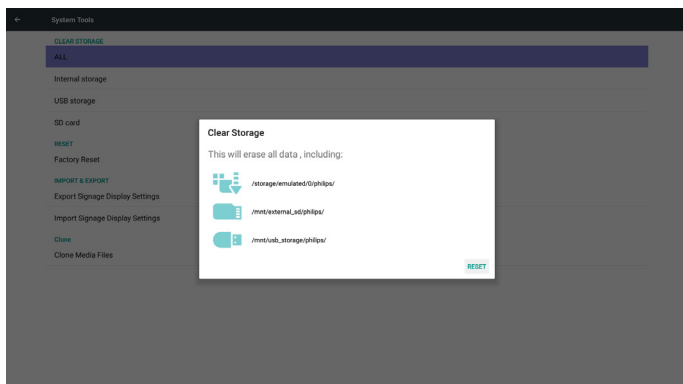 System Tools
CLEAR STORAGE
ALL
Internal storage
USB storage
SD card
RESET
Factory Reset
IMPORT & EXPORT
Export Signage Display Settings
Import Signage Display Settings
Clone
Clone Media Files
Clear Storage
This will erase all data , including:
/storage/emulated/0/philips/
/mnt/external_sd/philips/
/mnt/usb_storage/philips/
RESET